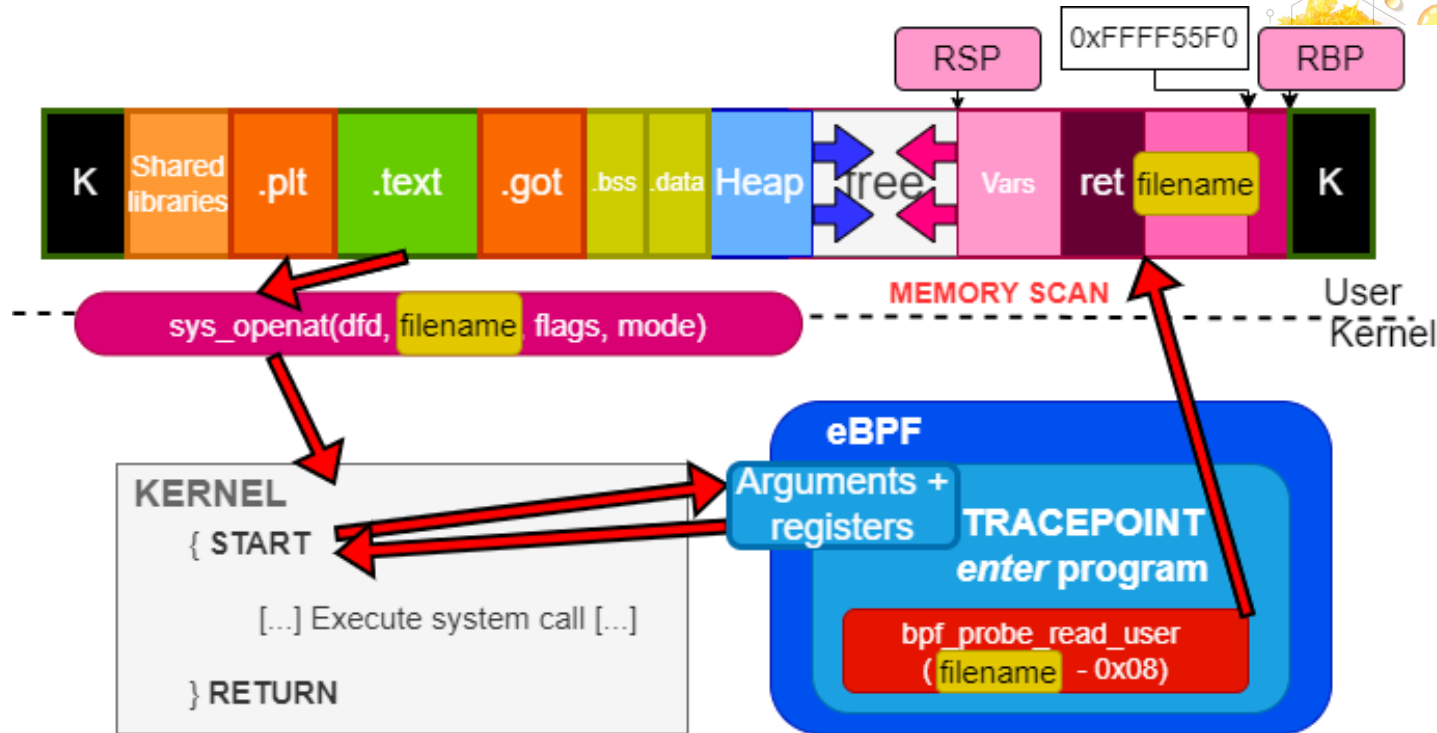 0xFFFF55F0
RSP
RBP
K
Shared
libraries
.plt
.text
.got
.bss
.data
Heap
free
Vars
ret
filename
K
MEMORY SCAN
User
Kernel
sys_openat(dfd, filename, flags, mode)
eBPF
KERNEL
{ START
[...] Execute system call [...]
} RETURN
Arguments +
registers
TRACEPOINT
enter program
bpf_probe_read_user
( filename - 0x08)